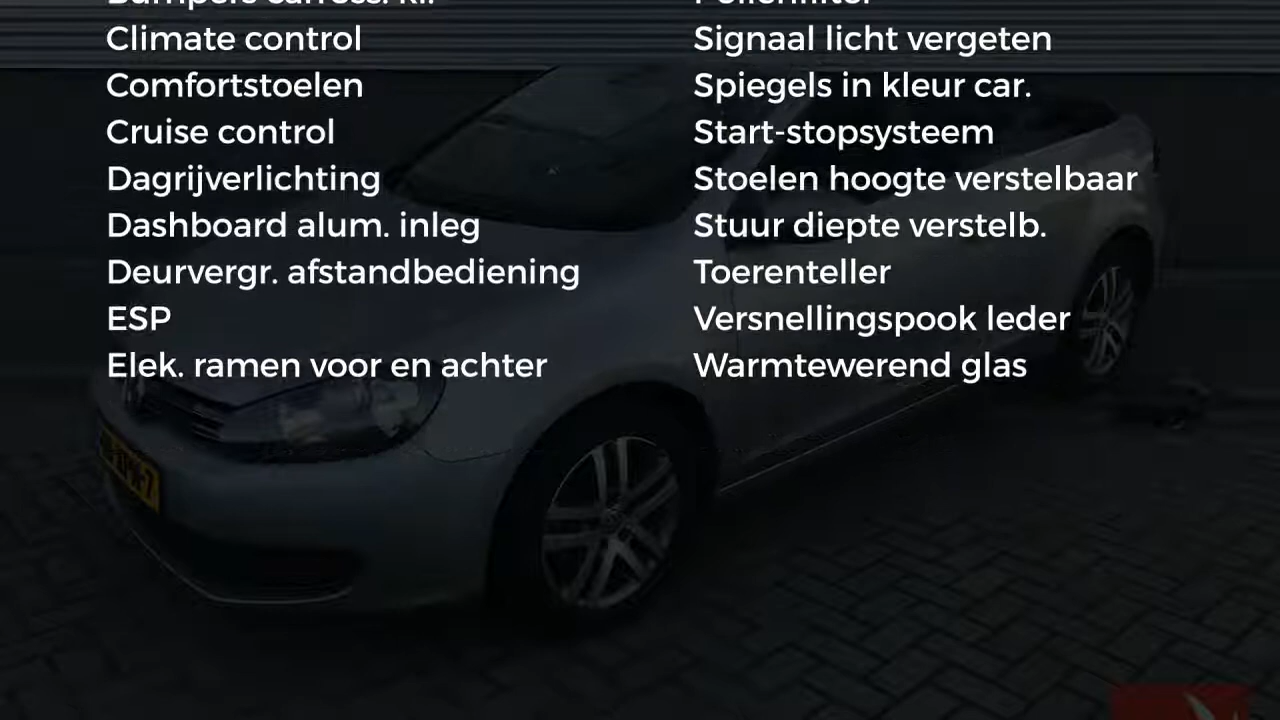 Climate control
Comfortstoelen
Cruise control
Dagrijverlichting
Dashboard alum. inleg
Deurvergr. afstandbediening
ESP
Elek. ramen voor en achter
Signaal licht vergeten
Spiegels in kleur car.
Start-stopsysteem
Stoelen hoogte verstelbaar
Stuur diepte verstelb.
Toerenteller
Versnellingspook leder
Warmtewerend glas